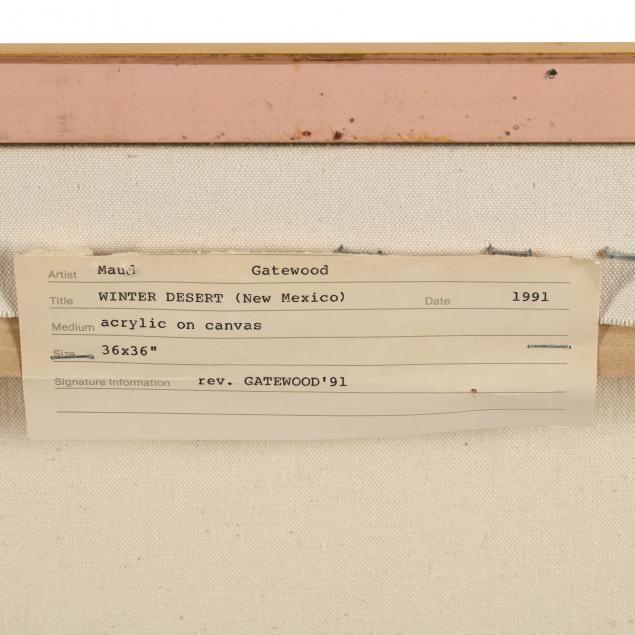 Artist Maud Gatewood
Title WINTER DESERT (New Mexico) Date 1991
Medium acrylic on canvas
Size 36x36"
Signature Information rev. GATEWOOD'91